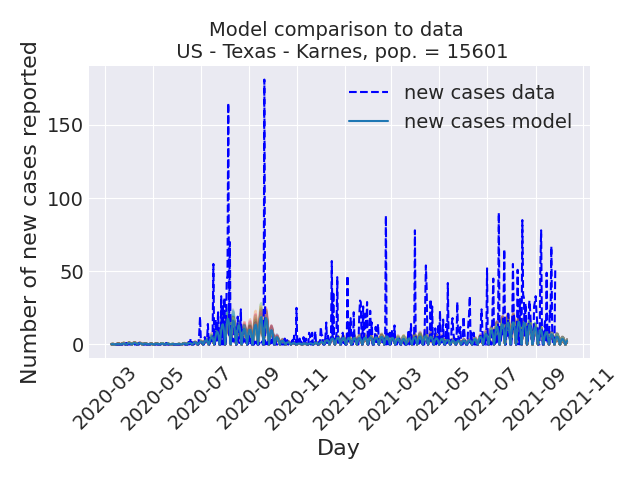 Model comparison to data
US - Texas - Karnes, pop. = 15601
Number of new cases reported
150
100
50
0
new cases data
new cases model
2020-03
2020-05
2020-07
2020-09
2020-11
2021-01
2021-03
2021-05
2021-07
2021-09
2021-11
Day